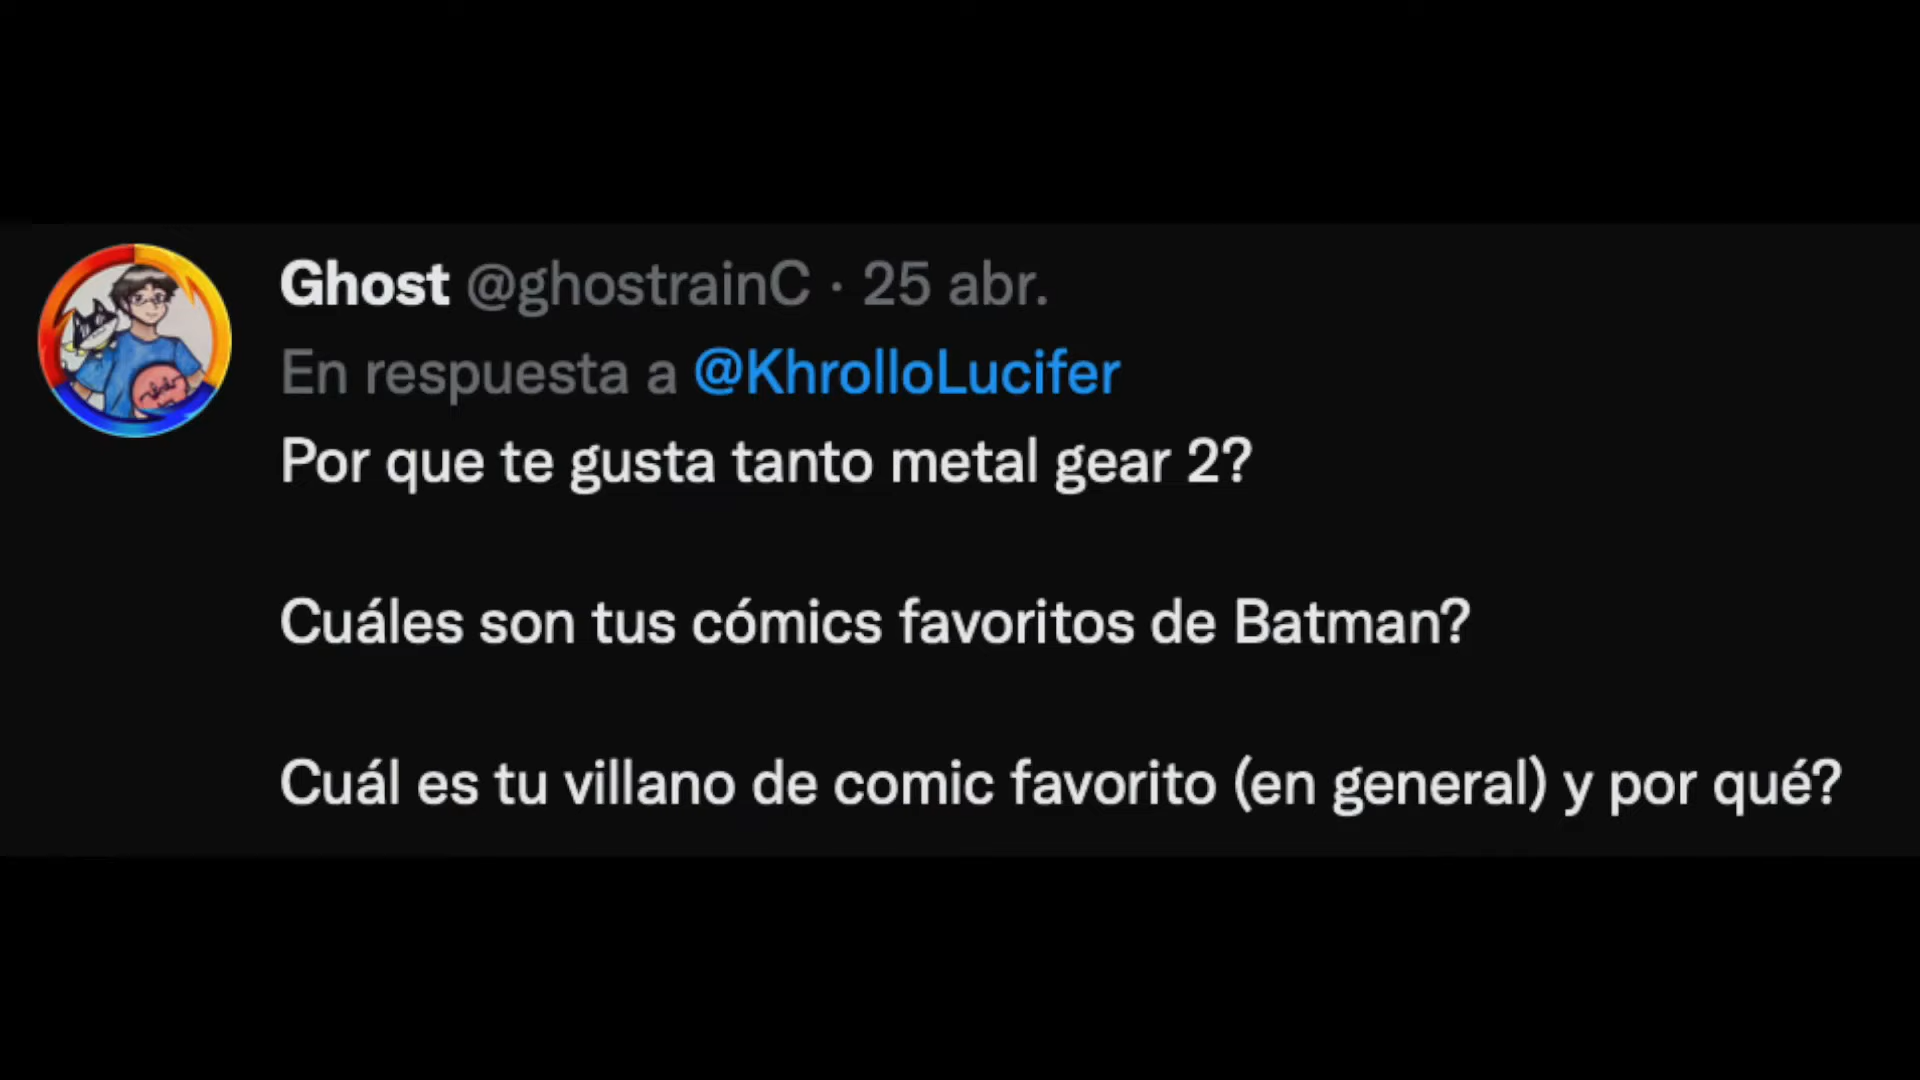 Ghost @ghostrainC · 25 abr.
En respuesta a @KhrolloLucifer
Por que te gusta tanto metal gear 2?
Cuáles son tus cómics favoritos de Batman?
Cuál es tu villano de comic favorito (en general) y por qué?